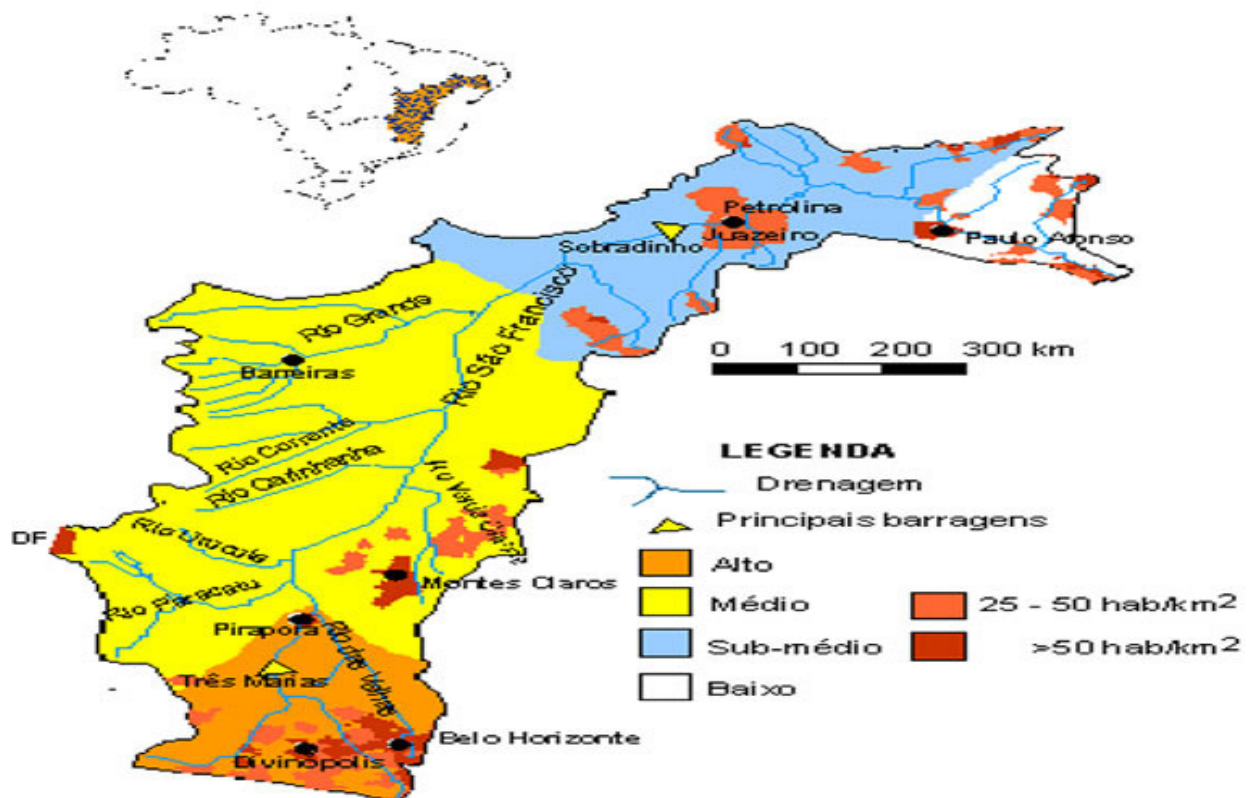 Petrolina
Juazeiro
Sobradinho
Paulo Afonso
Rio Grande
Rio São Francisco
Barreiras
0 100 200 300 km
Rio Corrente
Rio Carinhanha
LEGENDA
Drenagem
Principais barragens
DF
Rio Urucuia
Alto
Montes Claros
Médio
25 - 50 hab/km²
Rio Paracatu
Pirapora
Rio das Velhas
Sub-médio
>50 hab/km²
Três Marias
Baixo
Belo Horizonte
Divinópolis